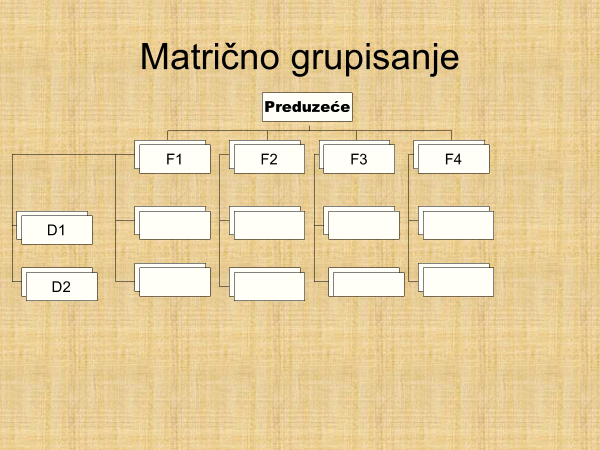 Matrično grupisanje
Preduzeće
F1
F2
F3
F4
D1
D2